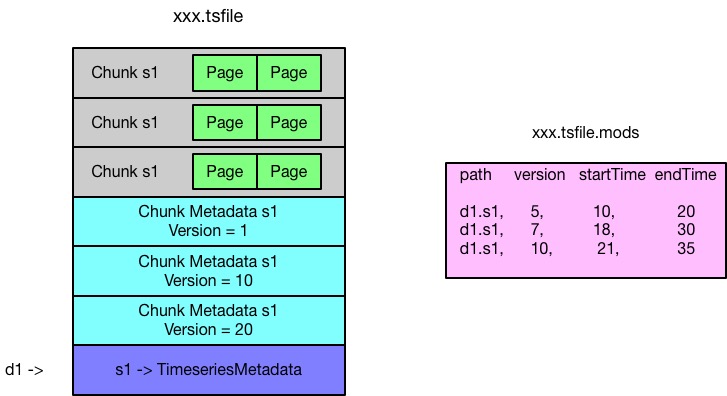 xxx.tsfile
Chunk s1 Page Page
Chunk s1 Page Page
Chunk s1 Page Page
Chunk Metadata s1
Version = 1
Chunk Metadata s1
Version = 10
Chunk Metadata s1
Version = 20
d1 -> s1 -> TimeseriesMetadata
xxx.tsfile.mods
path version startTime endTime
d1.s1, 5, 10, 20
d1.s1, 7, 18, 30
d1.s1, 10, 21, 35